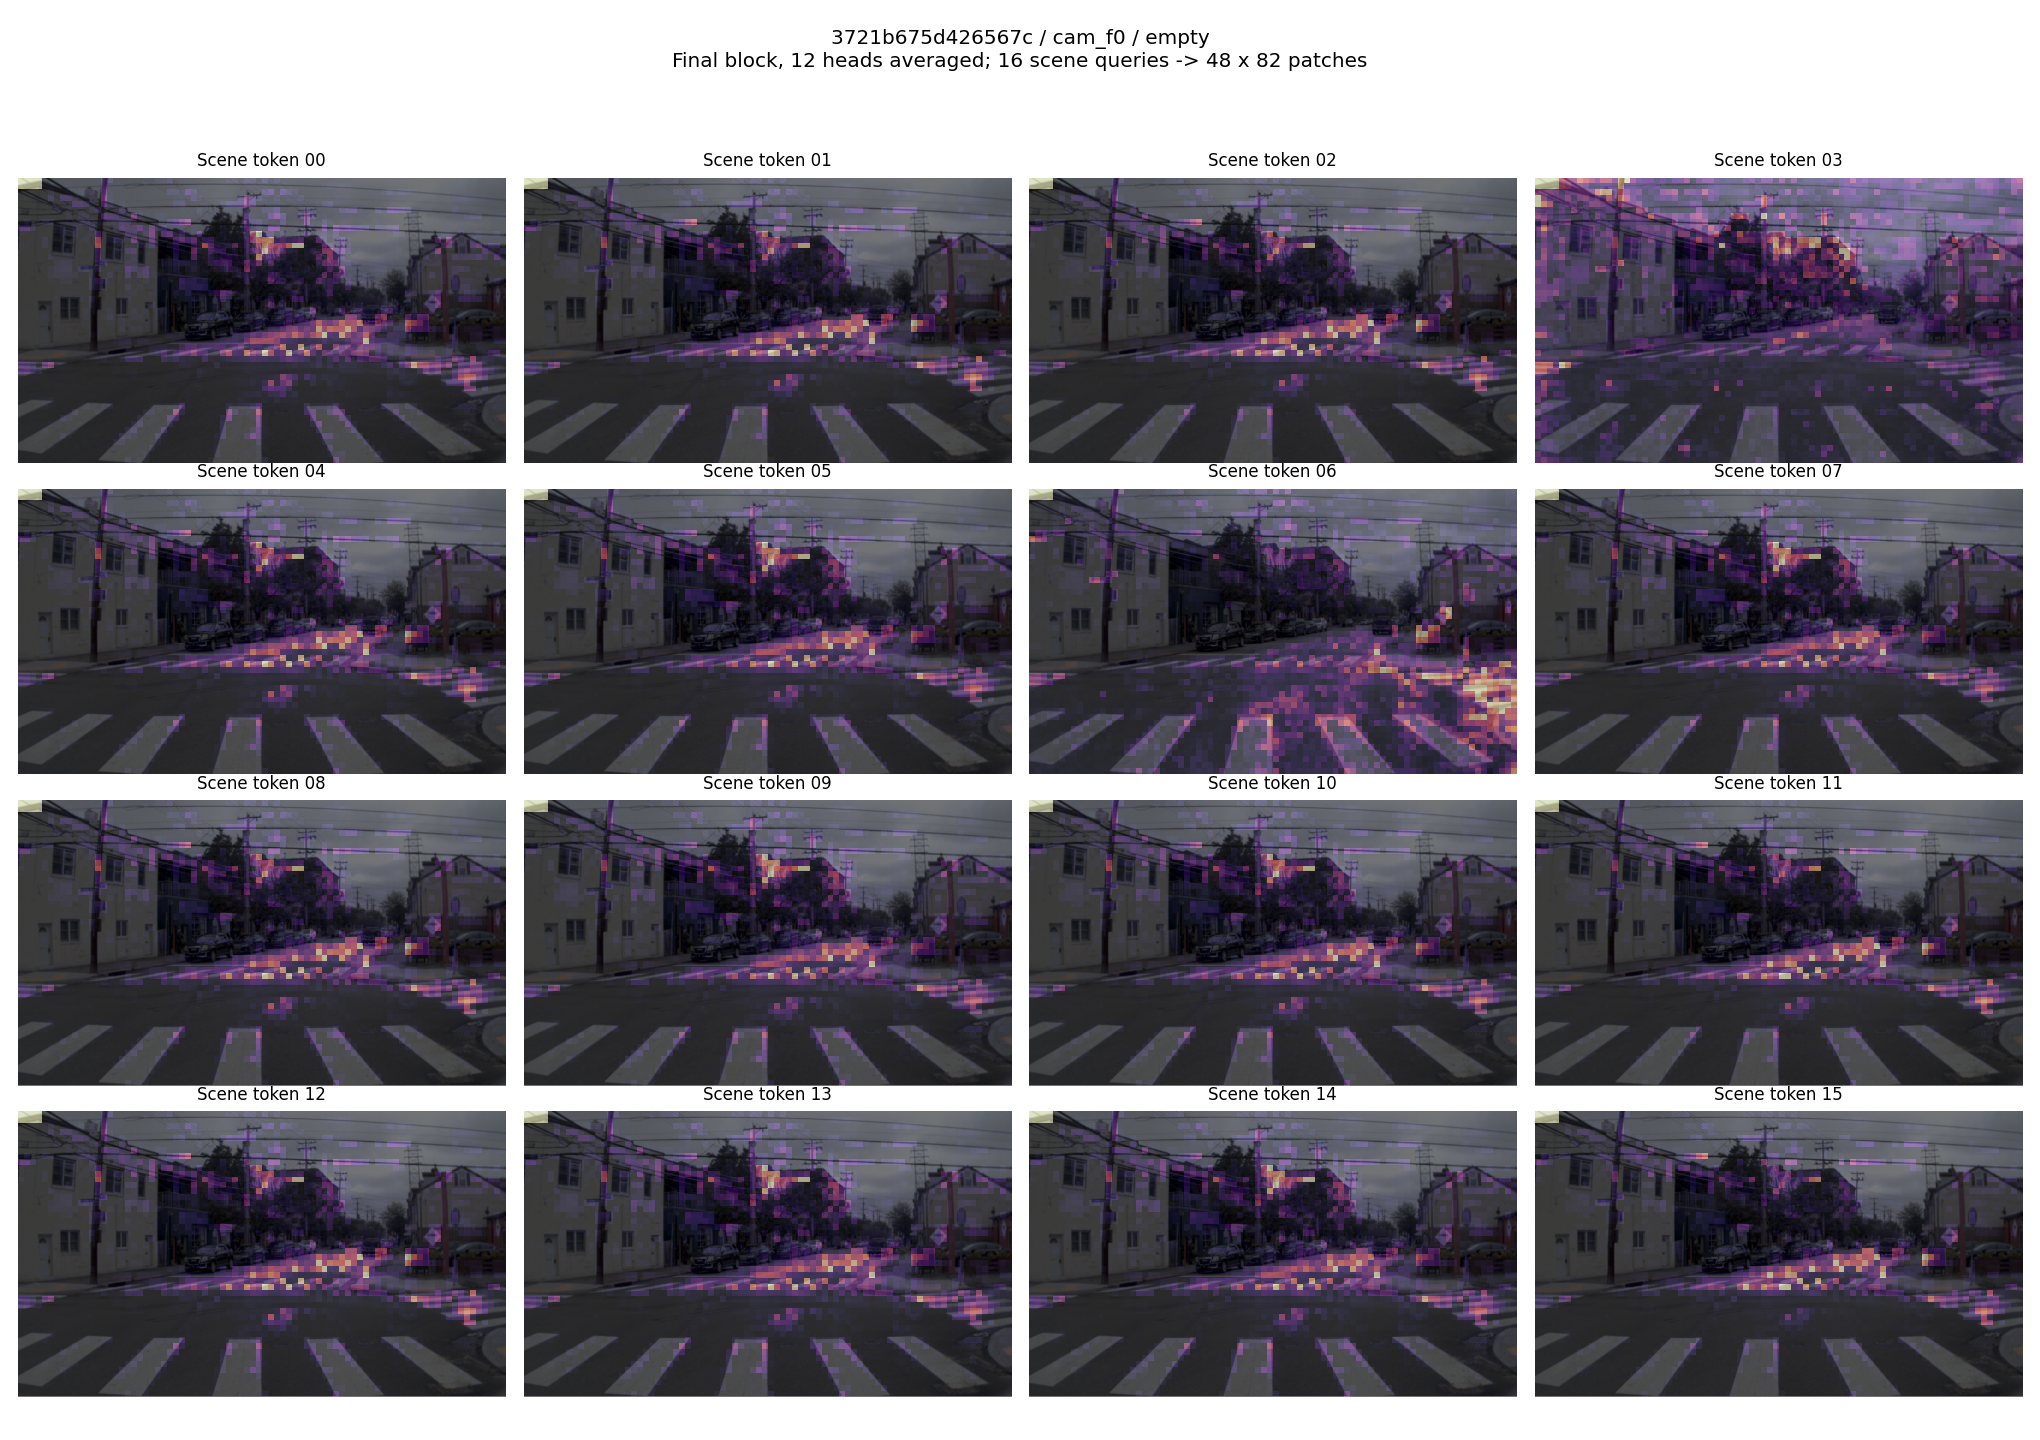 3721b675d426567c / cam_f0 / empty
Final block, 12 heads averaged; 16 scene queries -> 48 x 82 patches
Scene token 00
Scene token 01
Scene token 02
Scene token 03
Scene token 04
Scene token 05
Scene token 06
Scene token 07
Scene token 08
Scene token 09
Scene token 10
Scene token 11
Scene token 12
Scene token 13
Scene token 14
Scene token 15